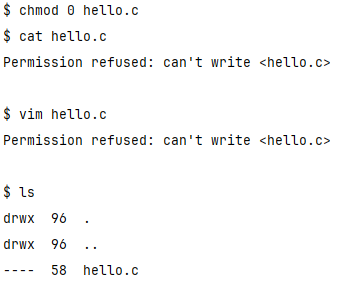 $ chmod 0 hello.c
$ cat hello.c
Permission refused: can't write <hello.c>
$ vim hello.c
Permission refused: can't write <hello.c>
$ ls
drwx  96  .
drwx  96  ..
----  58  hello.c